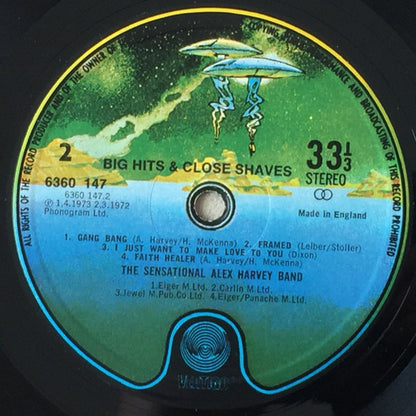 ALL RIGHTS OF THE RECORD PRODUCER AND OF THE OWNER OF
COPYING,
PERFORMANCE AND BROADCASTING OF THIS RECORD PROHIBITED
2
BIG HITS & CLOSE SHAVES
33⅓
STEREO
6360 147
6360 147.2
℗ 1.4.1973 2.3.1972
Phonogram Ltd.
Made in England
1. GANG BANG (A. Harvey/H. McKenna) 2. FRAMED (Leiber/Stoller)
3. I JUST WANT TO MAKE LOVE TO YOU (Dixon)
4. FAITH HEALER (A. Harvey/H. McKenna)
THE SENSATIONAL ALEX HARVEY BAND
1.Eiger M.Ltd. 2.Carlin M.Ltd.
3.Jewel M.Pub.Co Ltd. 4.Eiger/Panache M.Ltd.
vertigo